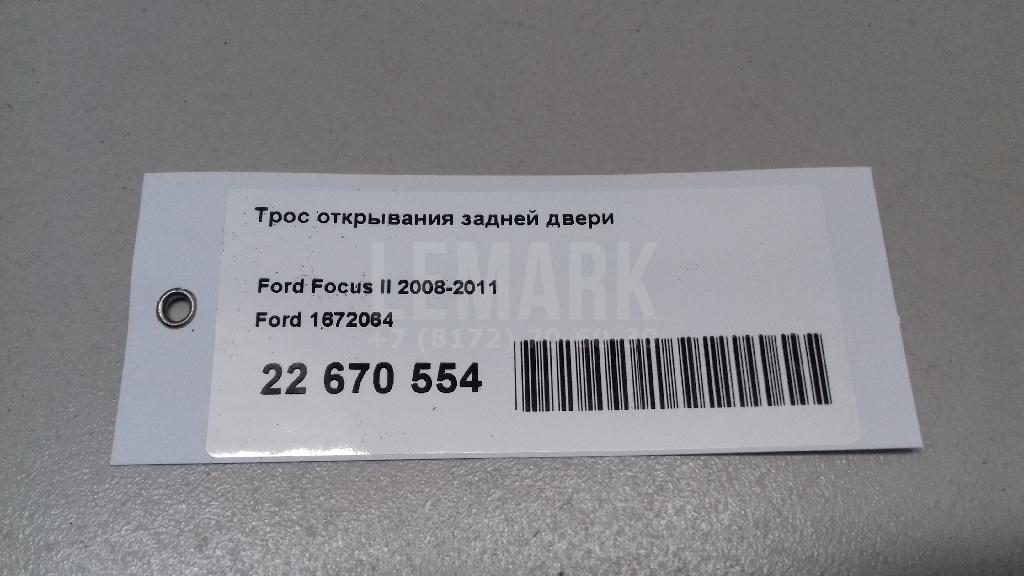 Трос открывания задней двери
LEMARK
Ford Focus II 2008-2011
Ford 1672064
22 670 554